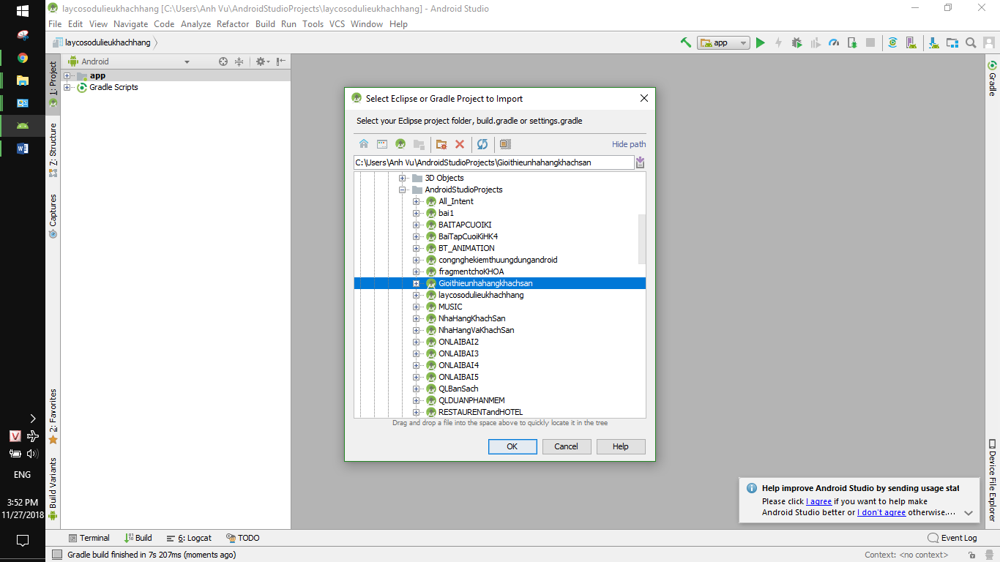 laycosodulieukhachhang [C:\Users\Anh Vu\AndroidStudioProjects\laycosodulieukhachhang] - Android Studio
File Edit View Navigate Code Analyze Refactor Build Run Tools VCS Window Help
laycosodulieukhachhang
app
1: Project
Z: Structure
Captures
2: Favorites
Build Variants
Android
app
Gradle Scripts
Select Eclipse or Gradle Project to Import
Select your Eclipse project folder, build.gradle or settings.gradle
Hide path
C:\Users\Anh Vu\AndroidStudioProjects\Gioithieunhahangkhachsan
3D Objects
AndroidStudioProjects
All_Intent
bai1
BAITAPCUOIKI
BaiTapCuoiKiHK4
BT_ANIMATION
congnghekiemthuungdungandroid
fragmentchoKHOA
Gioithieunhahangkhachsan
laycosodulieukhachhang
MUSIC
NhaHangKhachSan
NhaHangVaKhachSan
ONLAIBAI2
ONLAIBAI3
ONLAIBAI4
ONLAIBAI5
QLBanSach
QLDUANPHANMEM
RESTAURENTandHOTEL
Drag and drop a file into the space above to quickly locate it in the tree
OK Cancel Help
Gradle
Device File Explorer
Help improve Android Studio by sending usage stat
Please click I agree if you want to help make
Android Studio better or I don't agree otherwise....
ENG
3:52 PM
11/27/2018
Terminal Build 6: Logcat TODO Event Log
Gradle build finished in 7s 207ms (moments ago) Context: <no context>